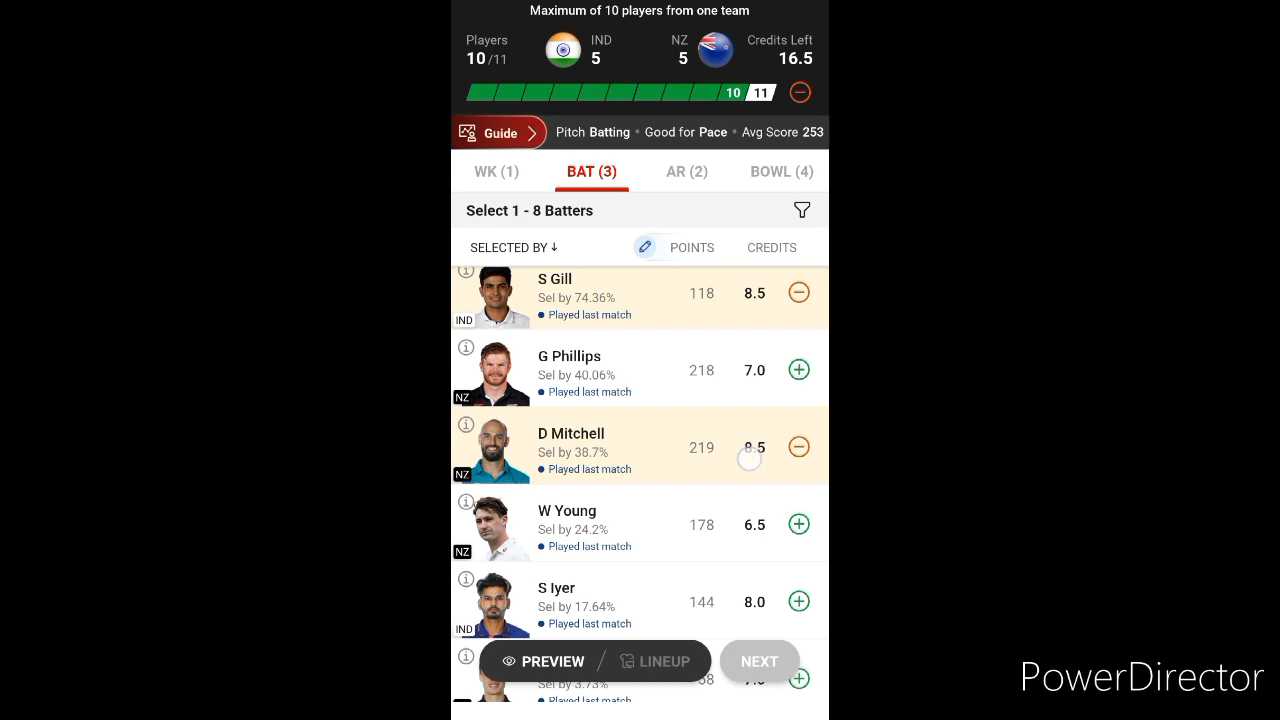 Maximum of 10 players from one team
Players IND NZ Credits Left
10/11 5 5 16.5
10 11
Guide Pitch Batting • Good for Pace • Avg Score 253
WK (1) BAT (3) AR (2) BOWL (4)
Select 1 - 8 Batters
SELECTED BY ↓ POINTS CREDITS
S Gill
Sel by 74.36% 118 8.5
IND • Played last match
G Phillips
Sel by 40.06% 218 7.0
NZ • Played last match
D Mitchell
Sel by 38.7% 219 8.5
NZ • Played last match
W Young
Sel by 24.2% 178 6.5
NZ • Played last match
S Iyer
Sel by 17.64% 144 8.0
IND • Played last match
PREVIEW / LINEUP NEXT
Sel by 3.73%
Played last match
PowerDirector